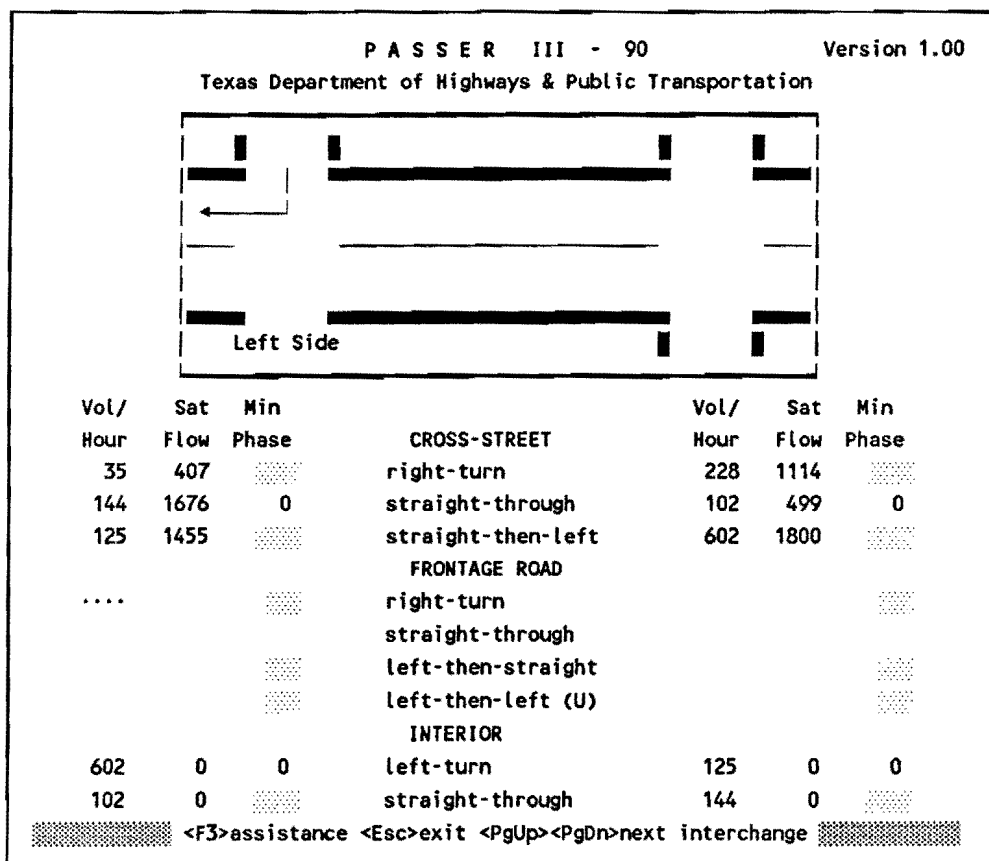 P A S S E R III - 90 Version 1.00
Texas Department of Highways & Public Transportation
Left Side
Vol/ Sat Min Vol/ Sat Min
Hour Flow Phase CROSS-STREET Hour Flow Phase
35 407 right-turn 228 1114
144 1676 0 straight-through 102 499 0
125 1455 straight-then-left 602 1800
FRONTAGE ROAD
.... right-turn
straight-through
left-then-straight
left-then-left (U)
INTERIOR
602 0 0 left-turn 125 0 0
102 0 straight-through 144 0
<F3>assistance <Esc>exit <PgUp><PgDn>next interchange